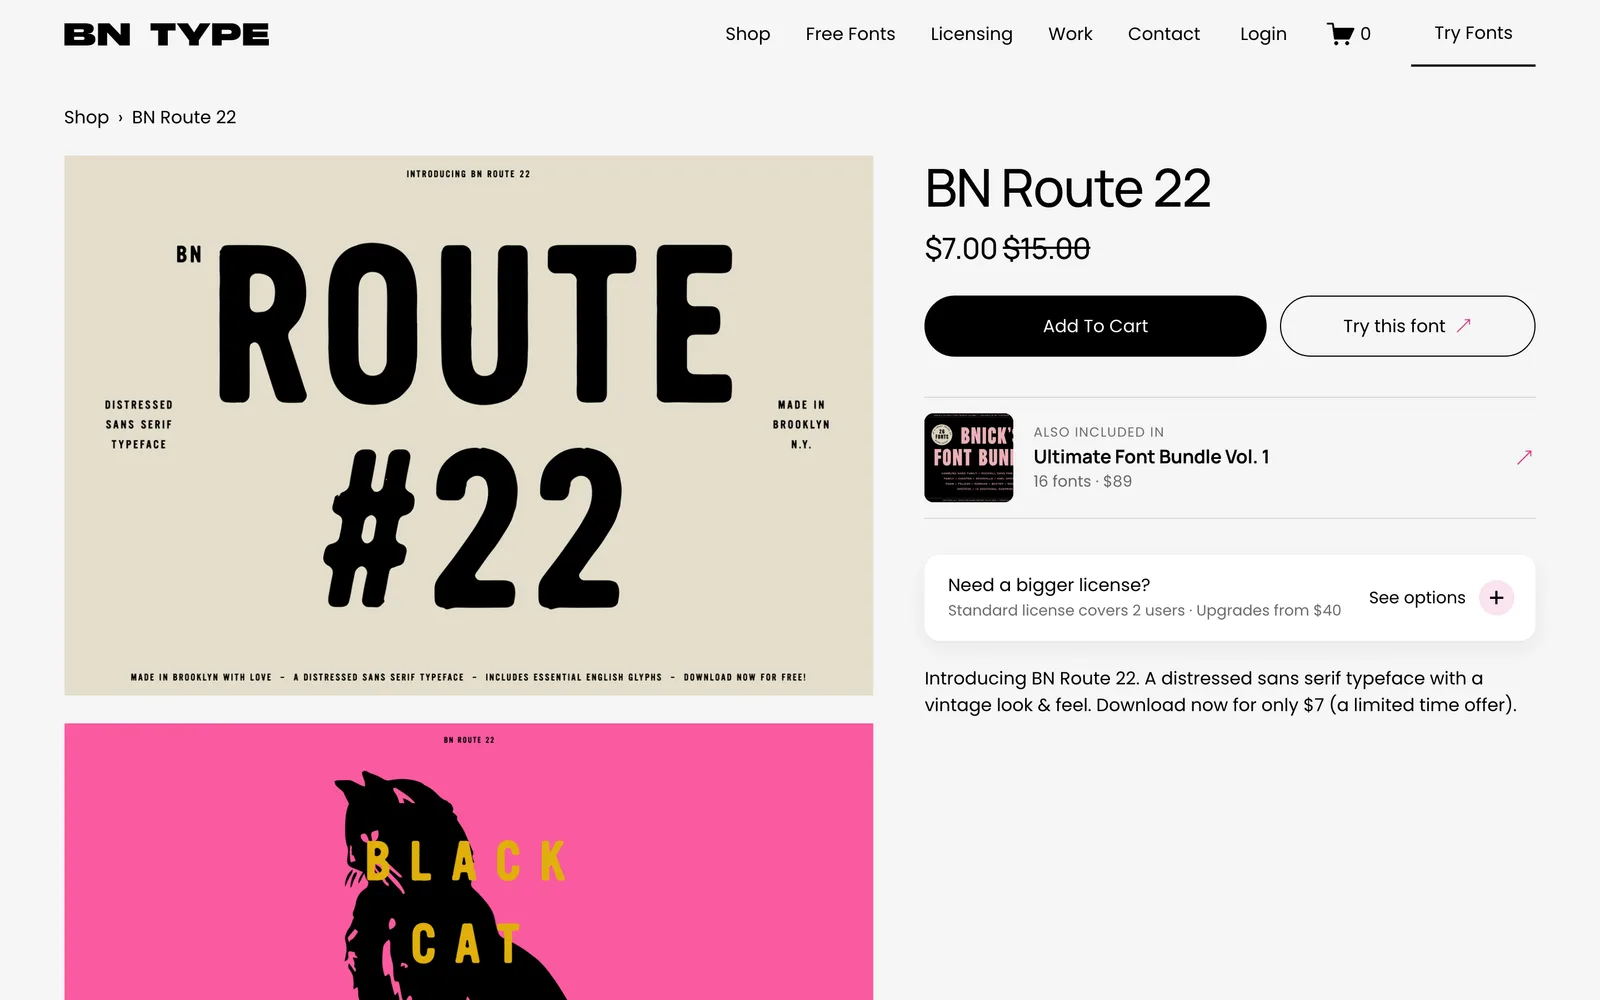 BN TYPE
Shop
Free Fonts
Licensing
Work
Contact
Login
0
Try Fonts
Shop › BN Route 22
INTRODUCING BN ROUTE 22
BN
ROUTE
DISTRESSED
SANS SERIF
TYPEFACE
MADE IN
BROOKLYN
N.Y.
#22
MADE IN BROOKLYN WITH LOVE – A DISTRESSED SANS SERIF TYPEFACE – INCLUDES ESSENTIAL ENGLISH GLYPHS – DOWNLOAD NOW FOR FREE!
BN ROUTE 22
BLACK
CAT
BN Route 22
$7.00 $15.00
Add To Cart
Try this font
BNICK'S
FONT BUN
ALSO INCLUDED IN
Ultimate Font Bundle Vol. 1
16 fonts · $89
Need a bigger license?
Standard license covers 2 users · Upgrades from $40
See options
Introducing BN Route 22. A distressed sans serif typeface with a
vintage look & feel. Download now for only $7 (a limited time offer).